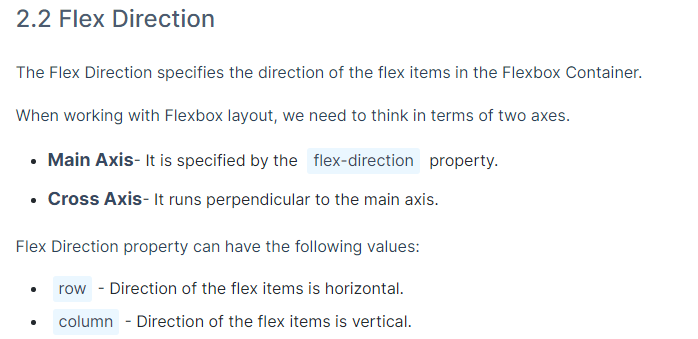 2.2 Flex Direction
The Flex Direction specifies the direction of the flex items in the Flexbox Container.
When working with Flexbox layout, we need to think in terms of two axes.
• Main Axis- It is specified by the flex-direction property.
• Cross Axis- It runs perpendicular to the main axis.
Flex Direction property can have the following values:
• row - Direction of the flex items is horizontal.
• column - Direction of the flex items is vertical.